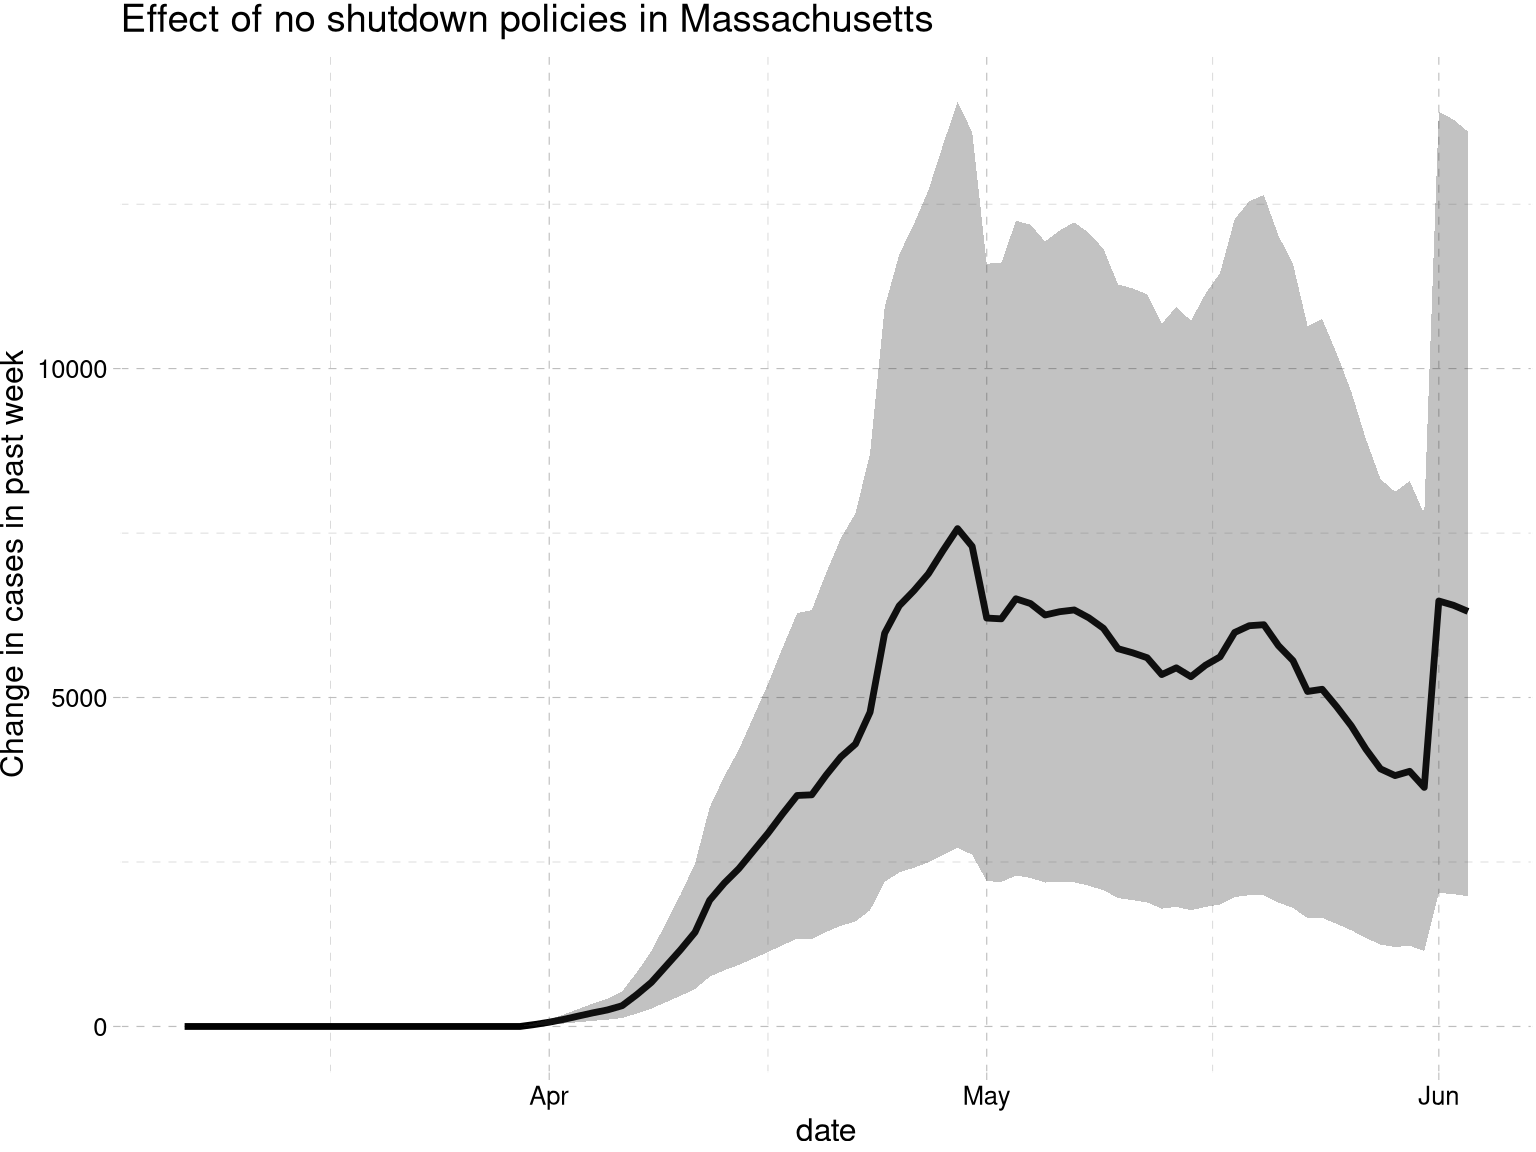 Effect of no shutdown policies in Massachusetts
Change in cases in past week
10000
5000
0
Apr
May
Jun
date